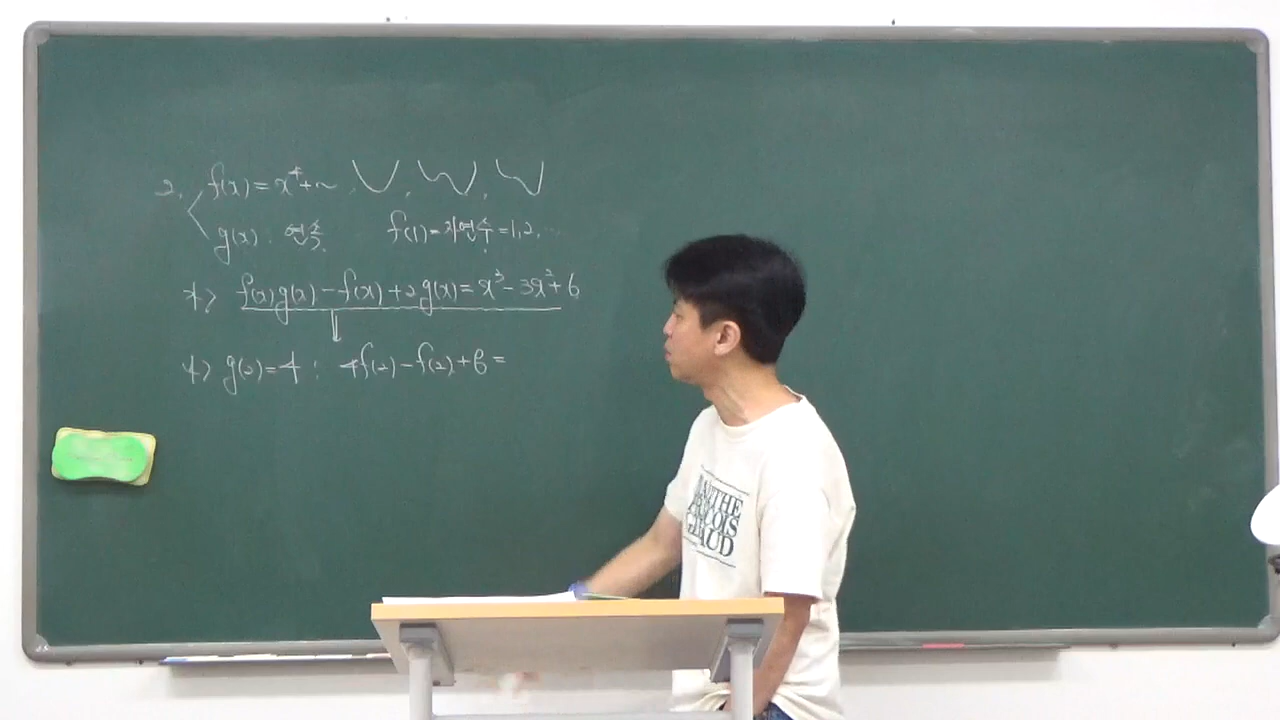 2. f(x) = x⁴+~
g(x) : 연속 f(1)=자연수=1,2,...
가> f(x)g(x) - f(x) + 2g(x) = x³ - 3x² + 6
나> g(2)=4 : 4f(2)-f(2)+6=